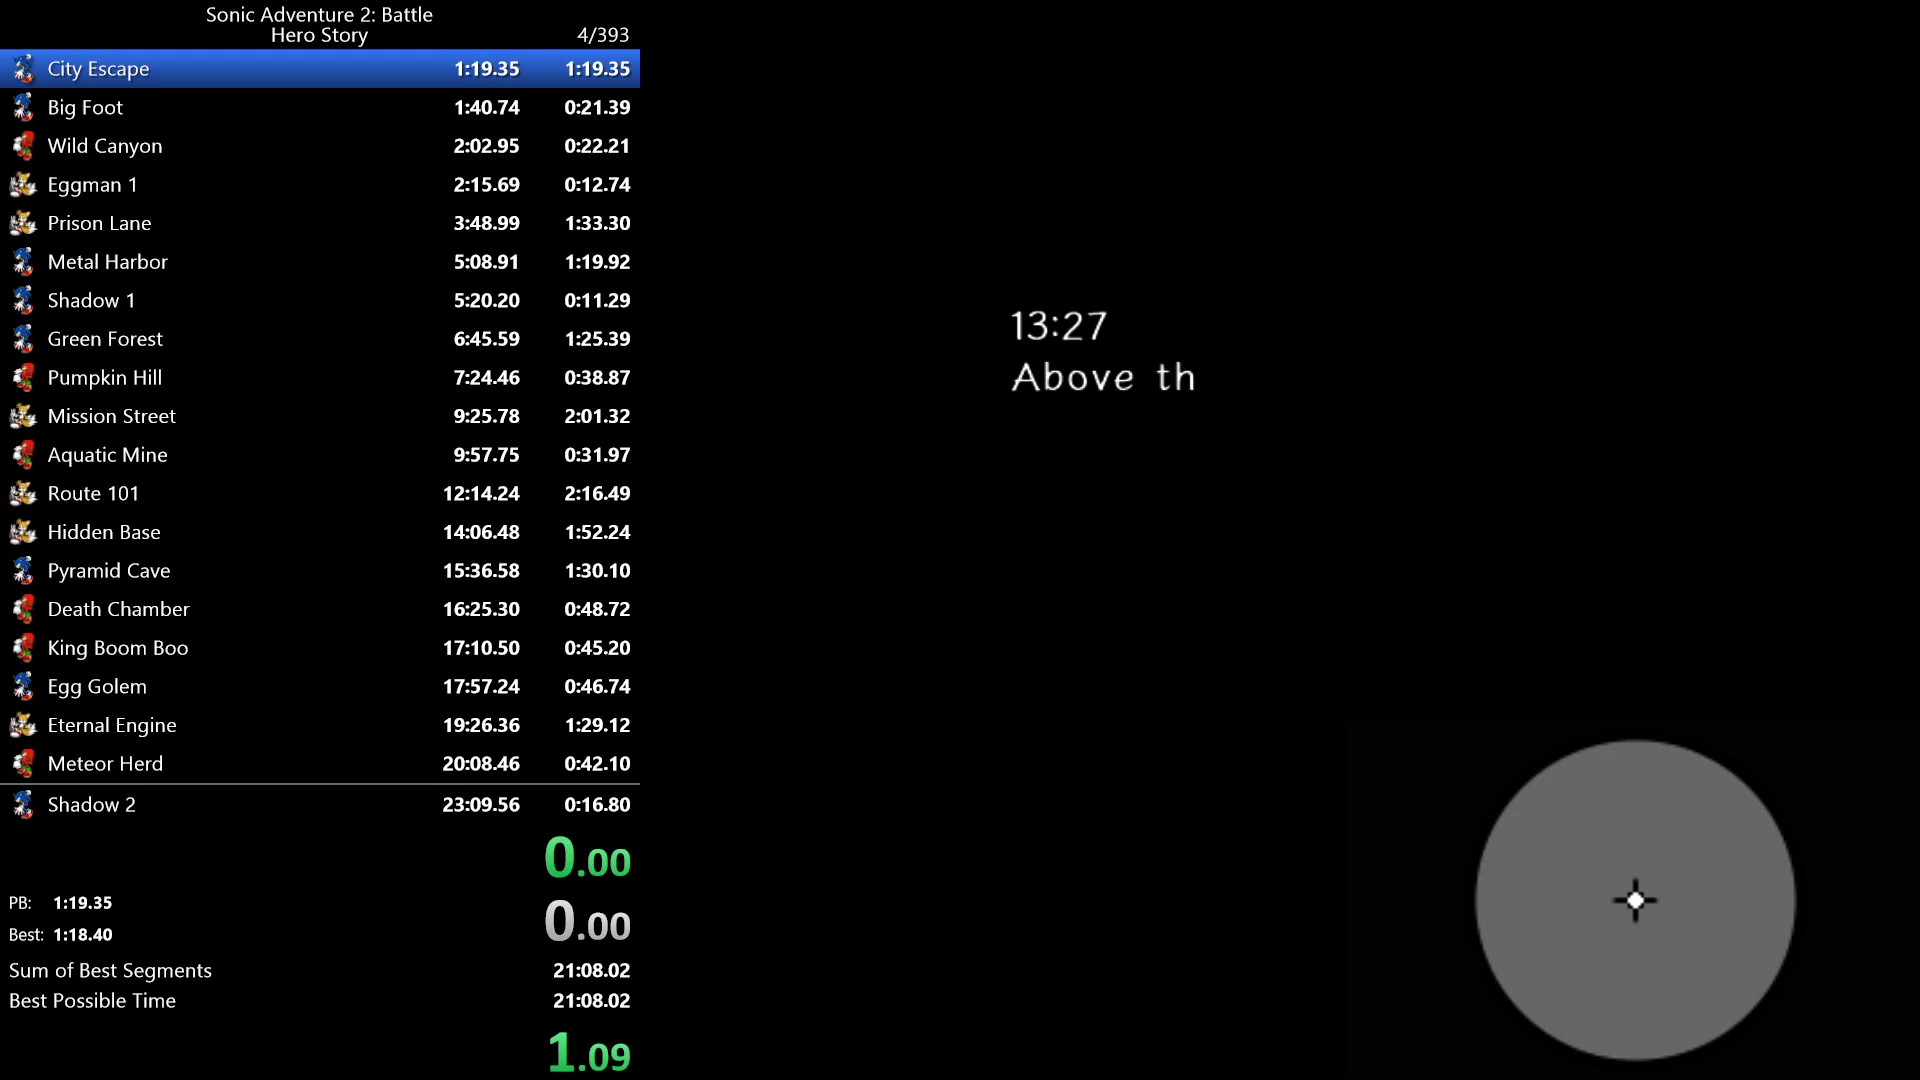 Sonic Adventure 2: Battle
Hero Story 4/393
City Escape 1:19.35 1:19.35
Big Foot 1:40.74 0:21.39
Wild Canyon 2:02.95 0:22.21
Eggman 1 2:15.69 0:12.74
Prison Lane 3:48.99 1:33.30
Metal Harbor 5:08.91 1:19.92
Shadow 1 5:20.20 0:11.29
Green Forest 6:45.59 1:25.39
Pumpkin Hill 7:24.46 0:38.87
Mission Street 9:25.78 2:01.32
Aquatic Mine 9:57.75 0:31.97
Route 101 12:14.24 2:16.49
Hidden Base 14:06.48 1:52.24
Pyramid Cave 15:36.58 1:30.10
Death Chamber 16:25.30 0:48.72
King Boom Boo 17:10.50 0:45.20
Egg Golem 17:57.24 0:46.74
Eternal Engine 19:26.36 1:29.12
Meteor Herd 20:08.46 0:42.10
Shadow 2 23:09.56 0:16.80
0.00
PB: 1:19.35
Best: 1:18.40
0.00
Sum of Best Segments 21:08.02
Best Possible Time 21:08.02
1.09
13:27
Above th